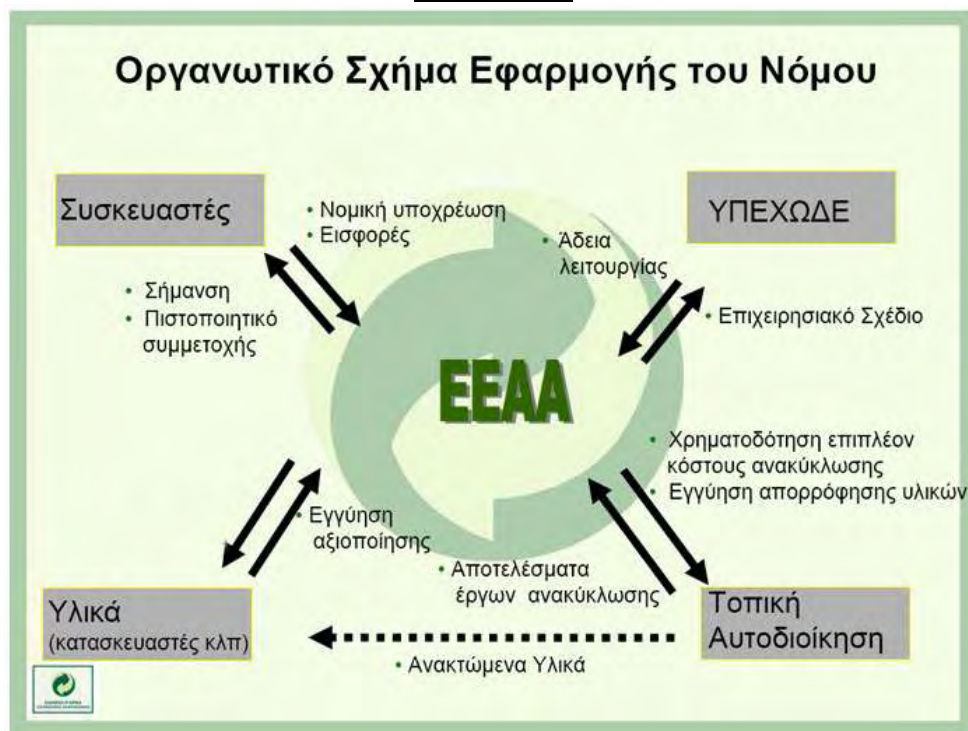 Οργανωτικό Σχήμα Εφαρμογής του Νόμου
Συσκευαστές
• Νομική υποχρέωση
• Εισφορές
ΥΠΕΧΩΔΕ
• Άδεια
λειτουργίας
• Σήμανση
• Πιστοποιητικό
συμμετοχής
• Επιχειρησιακό Σχέδιο
ΕΕΑΑ
• Χρηματοδότηση επιπλέον
κόστους ανακύκλωσης
• Εγγύηση απορρόφησης υλικών
• Εγγύηση
αξιοποίησης
• Αποτελέσματα
έργων ανακύκλωσης
Υλικά
(κατασκευαστές κλπ)
Τοπική
Αυτοδιοίκηση
• Ανακτώμενα Υλικά